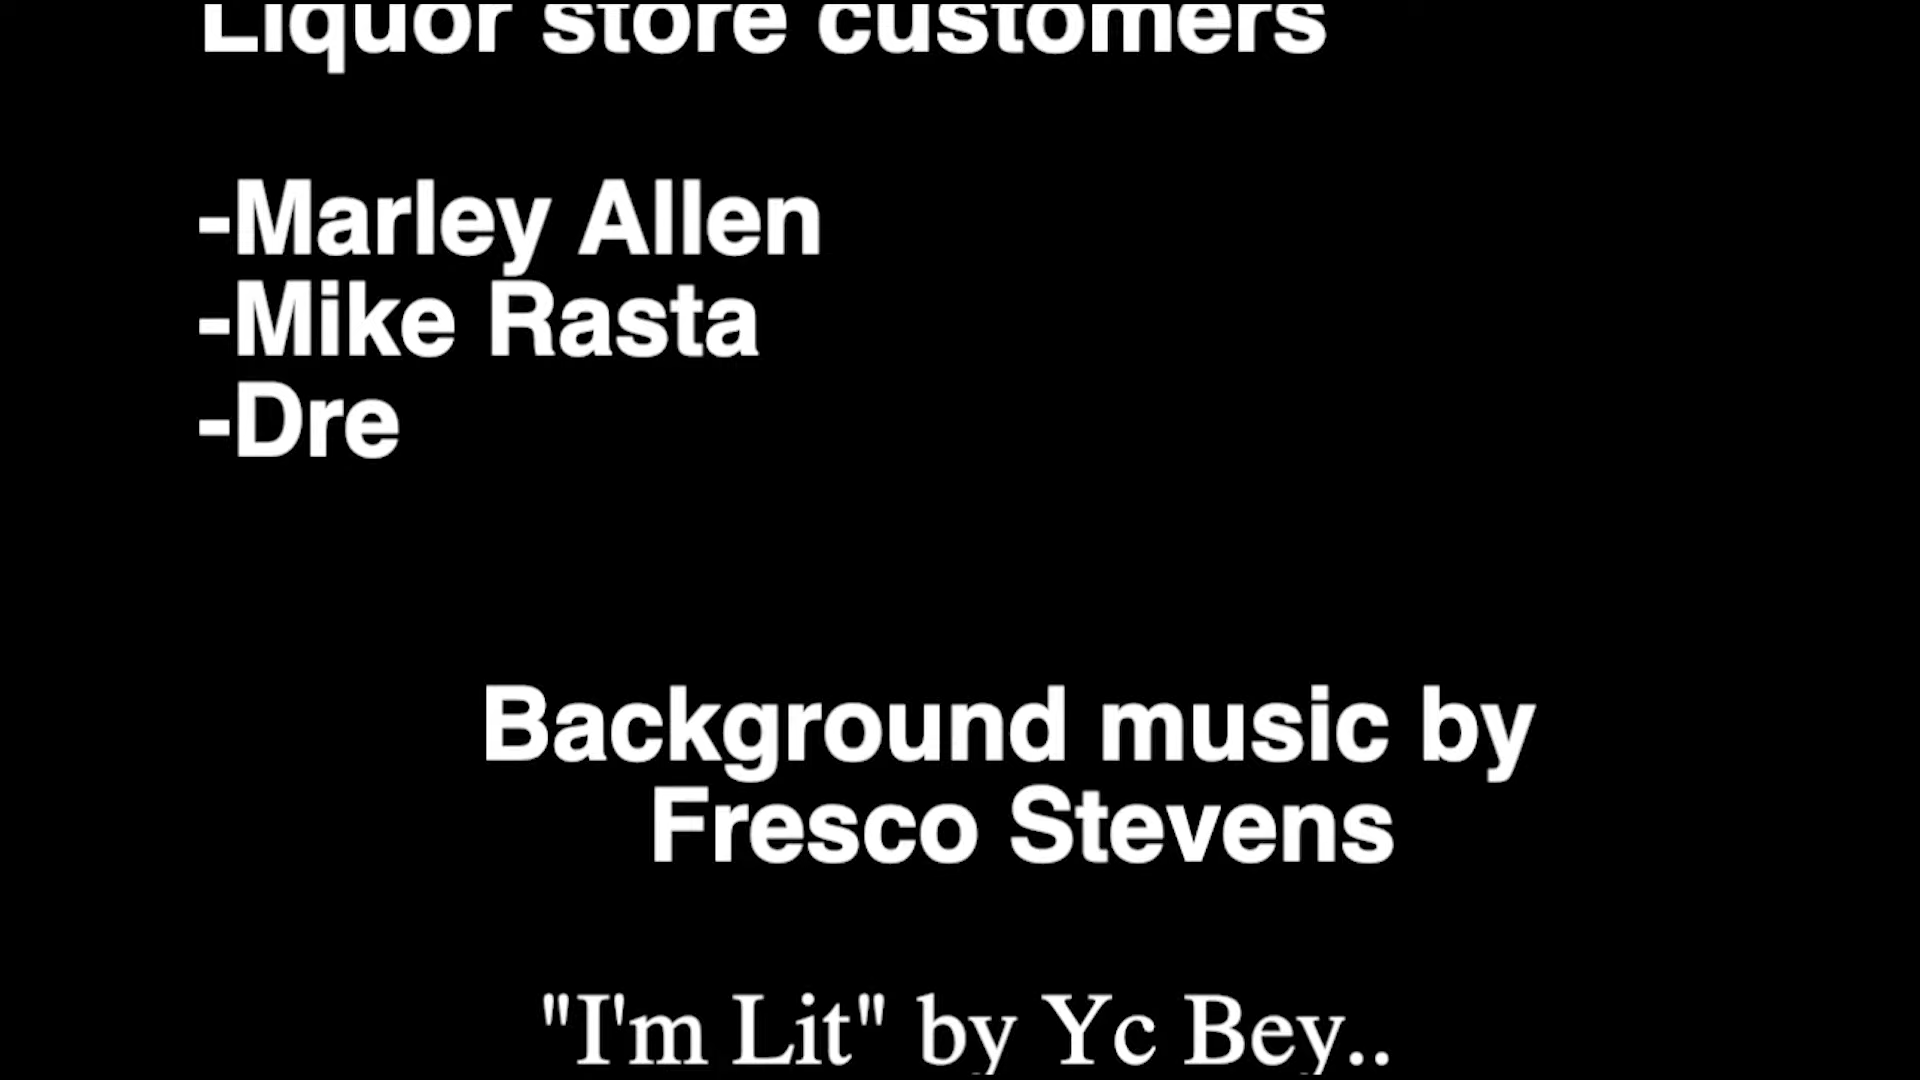 Liquor store customers
-Marley Allen
-Mike Rasta
-Dre
Background music by
Fresco Stevens
"I'm Lit" by Yc Bey..